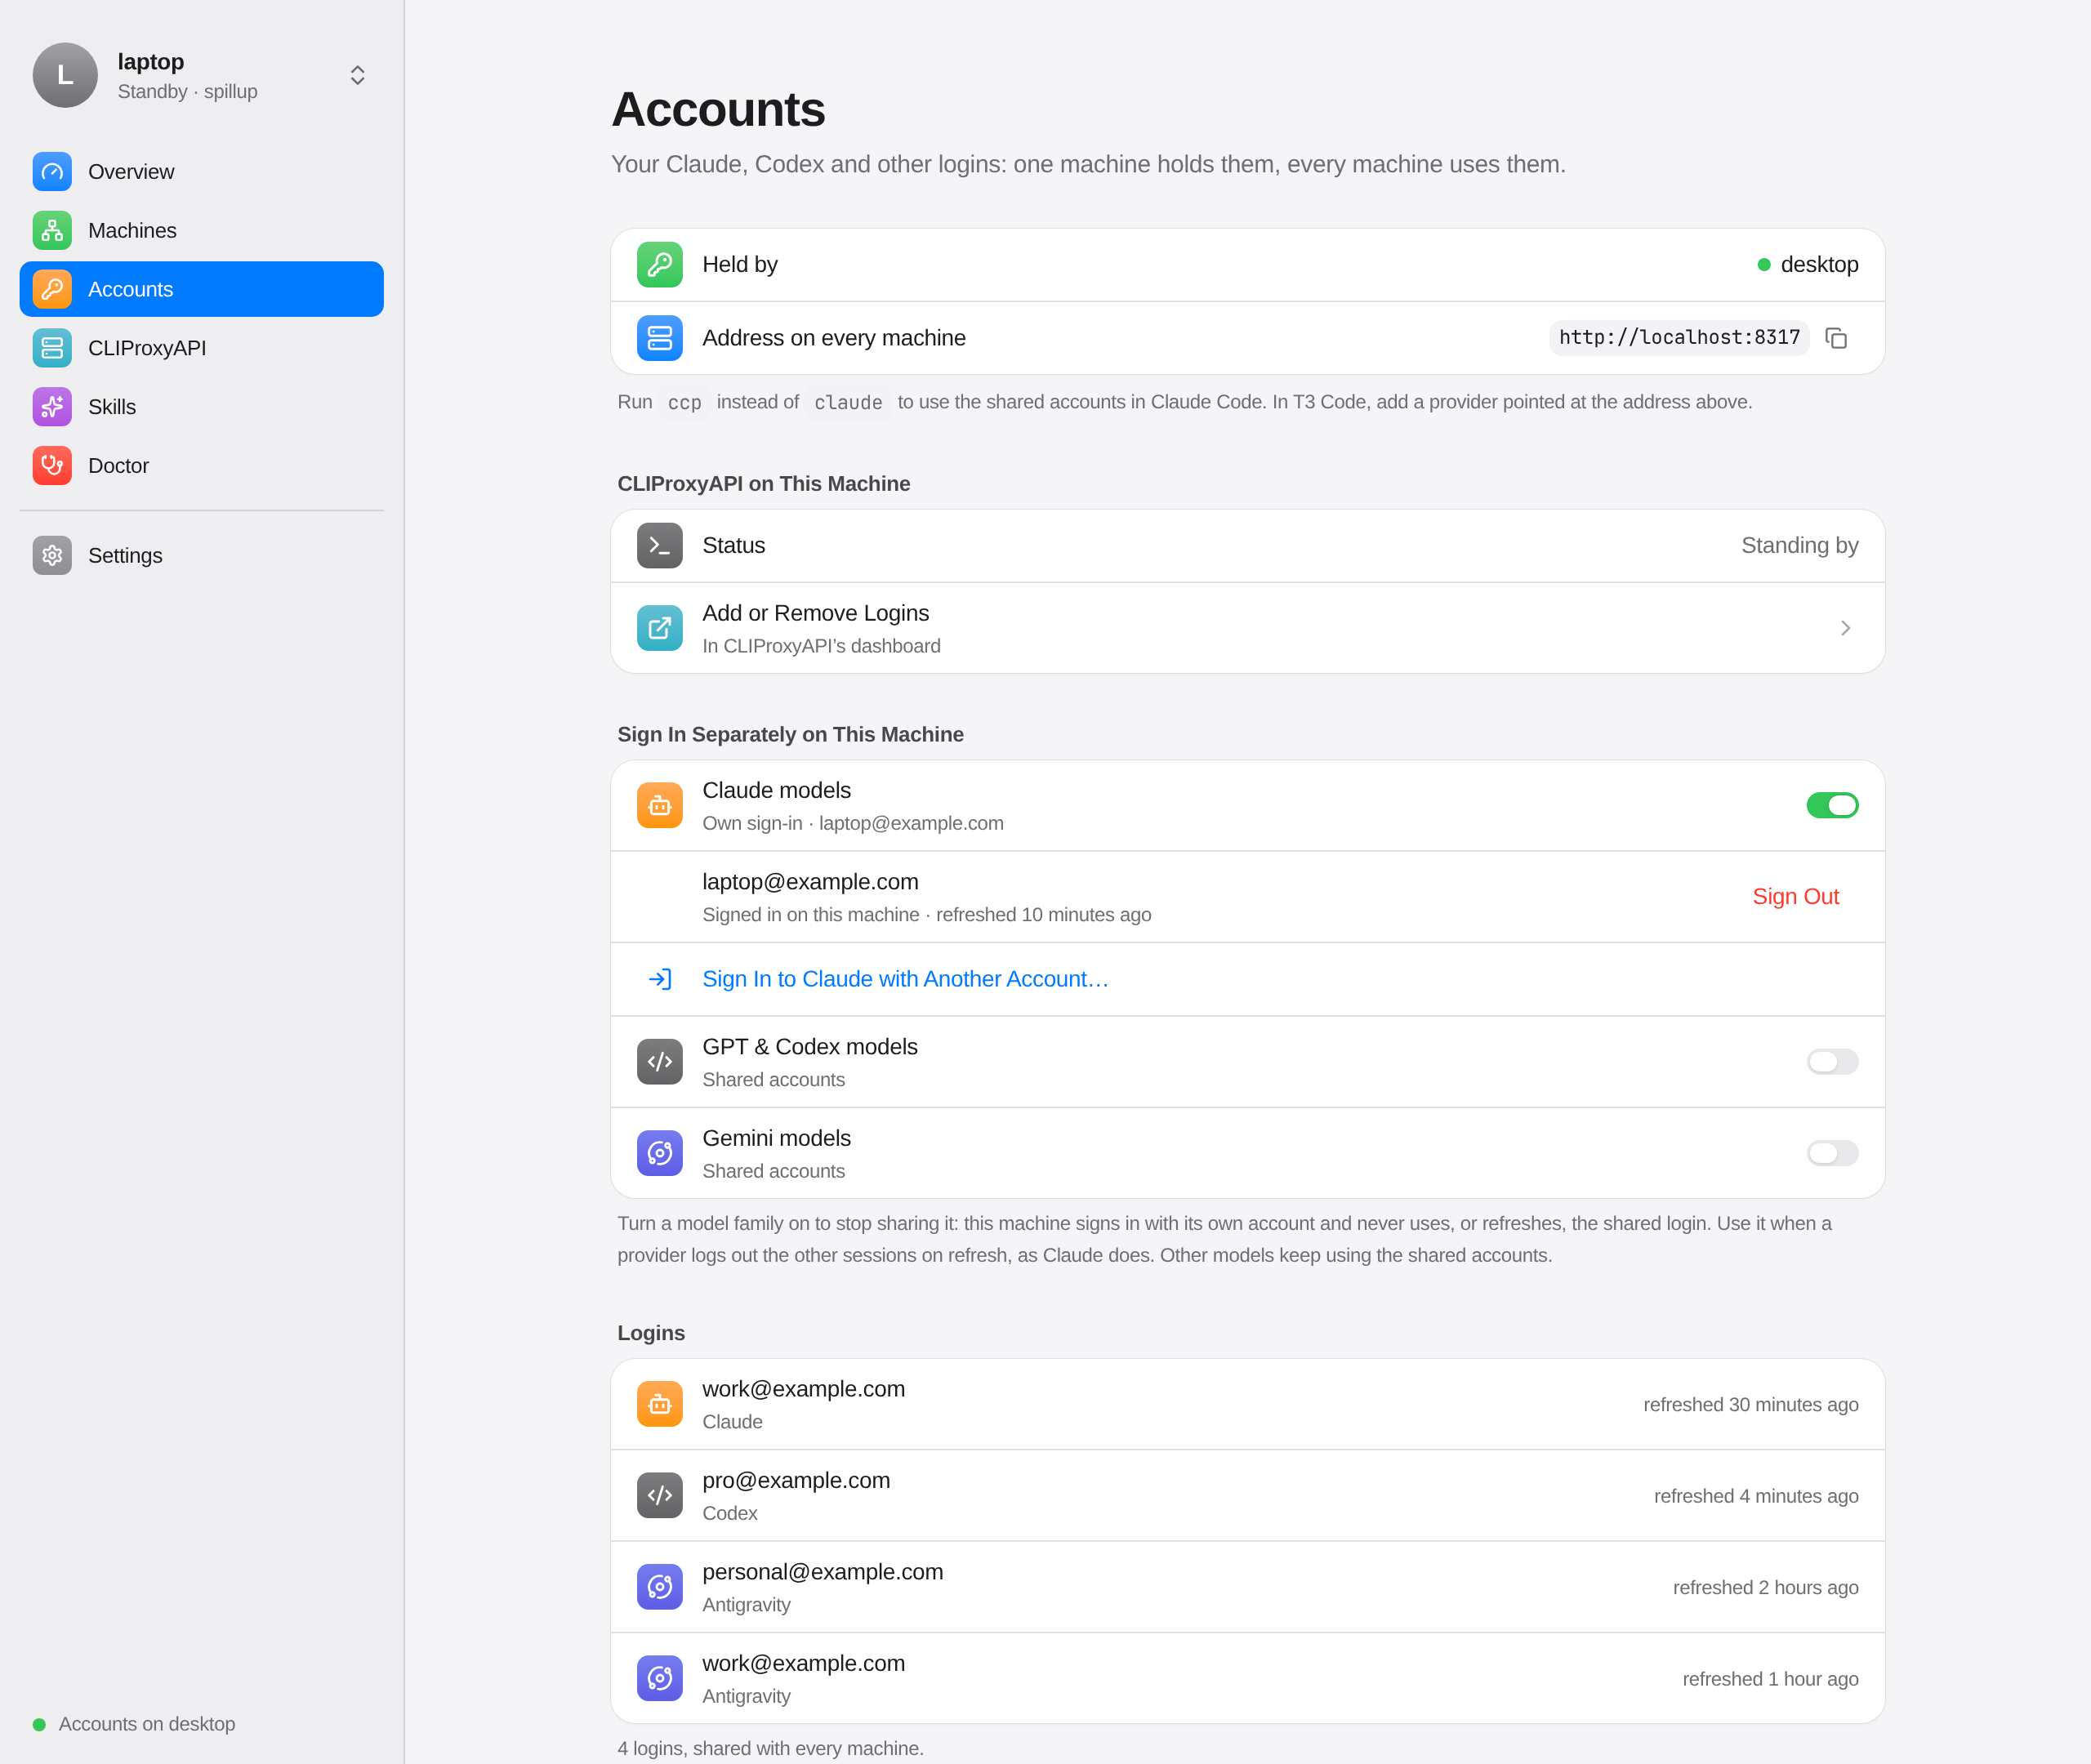 L
laptop
Standby · spillup
Overview
Machines
Accounts
CLIProxyAPI
Skills
Doctor
Settings
Accounts on desktop
Accounts
Your Claude, Codex and other logins: one machine holds them, every machine uses them.
Held by
desktop
Address on every machine
http://localhost:8317
Run ccp instead of claude to use the shared accounts in Claude Code. In T3 Code, add a provider pointed at the address above.
CLIProxyAPI on This Machine
Status
Standing by
Add or Remove Logins
In CLIProxyAPI’s dashboard
Sign In Separately on This Machine
Claude models
Own sign-in · laptop@example.com
laptop@example.com
Signed in on this machine · refreshed 10 minutes ago
Sign Out
Sign In to Claude with Another Account…
GPT & Codex models
Shared accounts
Gemini models
Shared accounts
Turn a model family on to stop sharing it: this machine signs in with its own account and never uses, or refreshes, the shared login. Use it when a
provider logs out the other sessions on refresh, as Claude does. Other models keep using the shared accounts.
Logins
work@example.com
Claude
refreshed 30 minutes ago
pro@example.com
Codex
refreshed 4 minutes ago
personal@example.com
Antigravity
refreshed 2 hours ago
work@example.com
Antigravity
refreshed 1 hour ago
4 logins, shared with every machine.